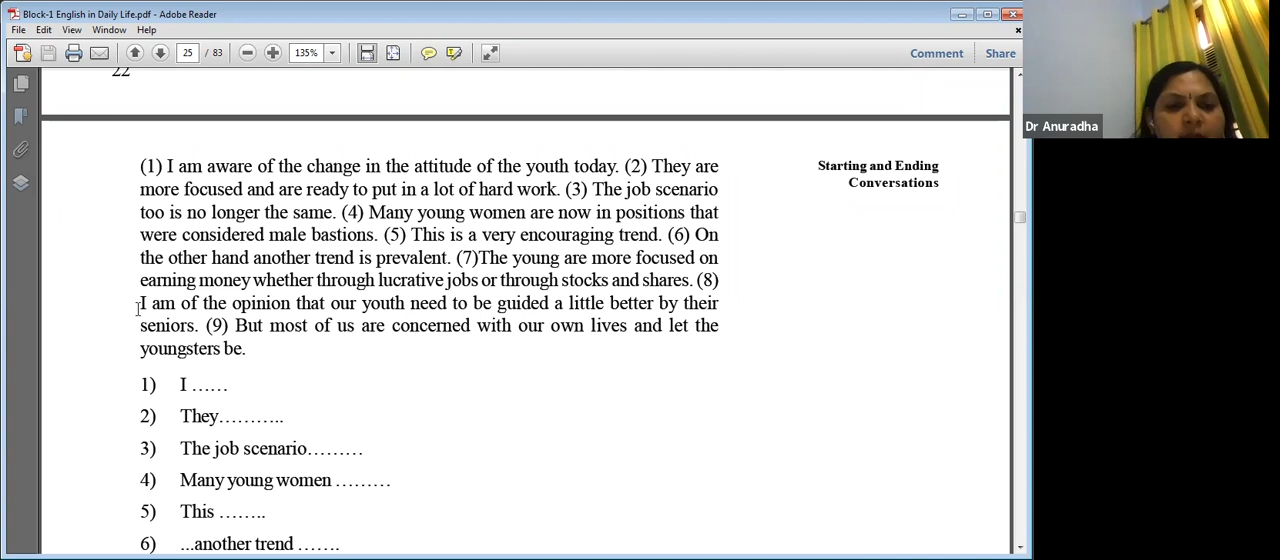 Block-1 English in Daily Life.pdf - Adobe Reader
File Edit View Window Help
25 / 83
135%
Comment Share
22
(1) I am aware of the change in the attitude of the youth today. (2) They are
more focused and are ready to put in a lot of hard work. (3) The job scenario
too is no longer the same. (4) Many young women are now in positions that
were considered male bastions. (5) This is a very encouraging trend. (6) On
the other hand another trend is prevalent. (7)The young are more focused on
earning money whether through lucrative jobs or through stocks and shares. (8)
I am of the opinion that our youth need to be guided a little better by their
seniors. (9) But most of us are concerned with our own lives and let the
youngsters be.
Starting and Ending
Conversations
1) I ......
2) They...........
3) The job scenario.........
4) Many young women .........
5) This ........
6) ...another trend .......
Dr Anuradha